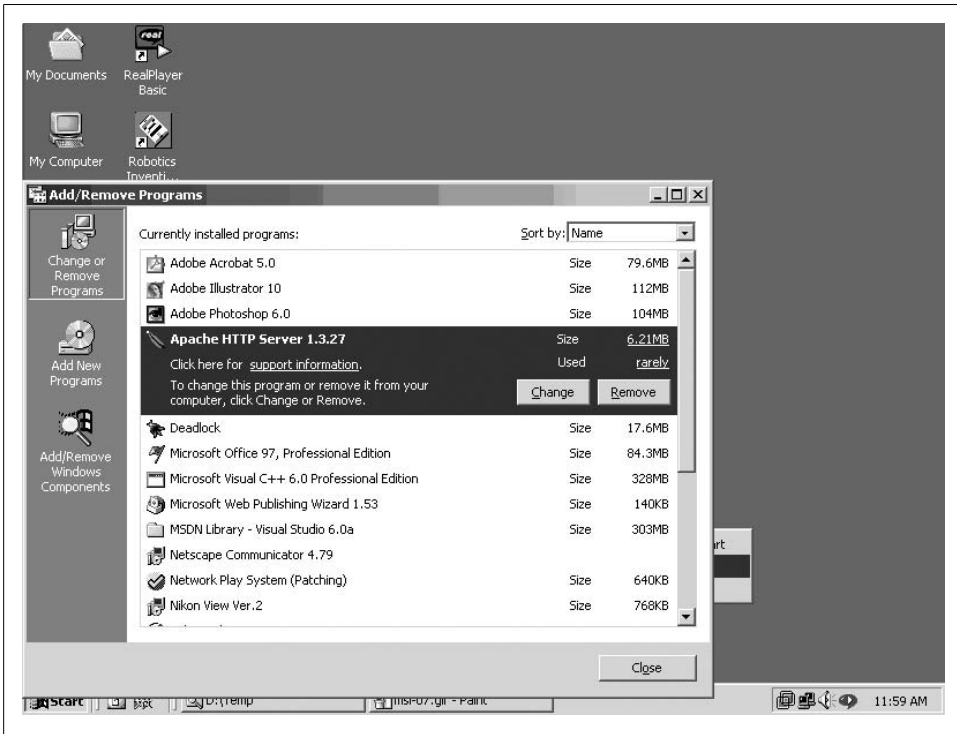 real
My Documents
RealPlayer Basic
My Computer
Robotics Inventi...
Add/Remove Programs
Change or Remove Programs
Add New Programs
Add/Remove Windows Components
Currently installed programs:
Sort by: Name
Adobe Acrobat 5.0 Size 79.6MB
Adobe Illustrator 10 Size 112MB
Adobe Photoshop 6.0 Size 104MB
Apache HTTP Server 1.3.27 Size 6.21MB
Click here for support information. Used rarely
To change this program or remove it from your
computer, click Change or Remove.
Change Remove
Deadlock Size 17.6MB
Microsoft Office 97, Professional Edition Size 84.3MB
Microsoft Visual C++ 6.0 Professional Edition Size 328MB
Microsoft Web Publishing Wizard 1.53 Size 140KB
MSDN Library - Visual Studio 6.0a Size 303MB
Netscape Communicator 4.79
Network Play System (Patching) Size 640KB
Nikon View Ver.2 Size 768KB
Close
Start D:\Temp msi-07.gif - Paint 11:59 AM